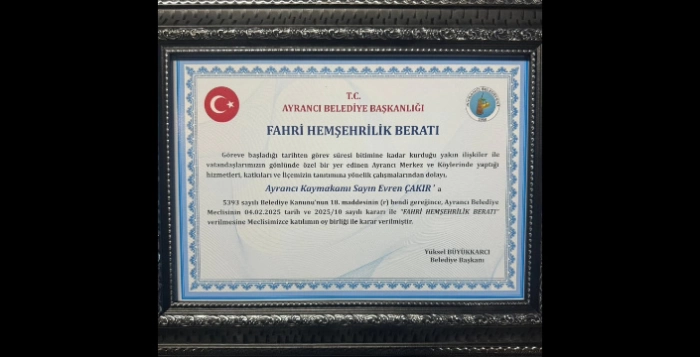 T.C.
AYRANCI BELEDİYE BAŞKANLIĞI
FAHRİ HEMŞEHRİLİK BERATI
Göreve başladığı tarihten görev süresi bitimine kadar kurduğu yakın ilişkiler ile
vatandaşlarımızın gönlünde özel bir yer edinen Ayrancı Merkez ve Köylerinde yaptığı
hizmetleri, katkıları ve İlçemizin tanıtımına yönelik çalışmalarından dolayı,
Ayrancı Kaymakamı Sayın Evren ÇAKIR' a
5393 sayılı Belediye Kanunu'nun 18. maddesinin (r) bendi gereğince, Ayrancı Belediye
Meclisinin 04.02.2025 tarih ve 2025/18 sayılı kararı ile "FAHRİ HEMŞEHRİLİK BERATI"
verilmesine Meclisimizce katılanın oy birliği ile karar verilmiştir.
Yüksel BÜYÜKKARCI
Belediye Başkanı